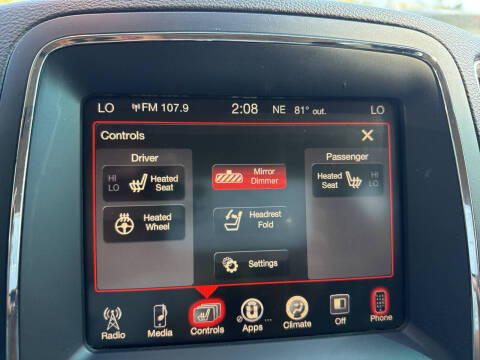 LO FM 107.9 2:08 NE 81° out. LO
Controls
Driver
HI
LO
Heated
Seat
Heated
Wheel
Mirror
Dimmer
Headrest
Fold
Settings
Passenger
Heated
Seat
HI
LO
Radio
Media
Controls
Apps
Climate
Off
Phone